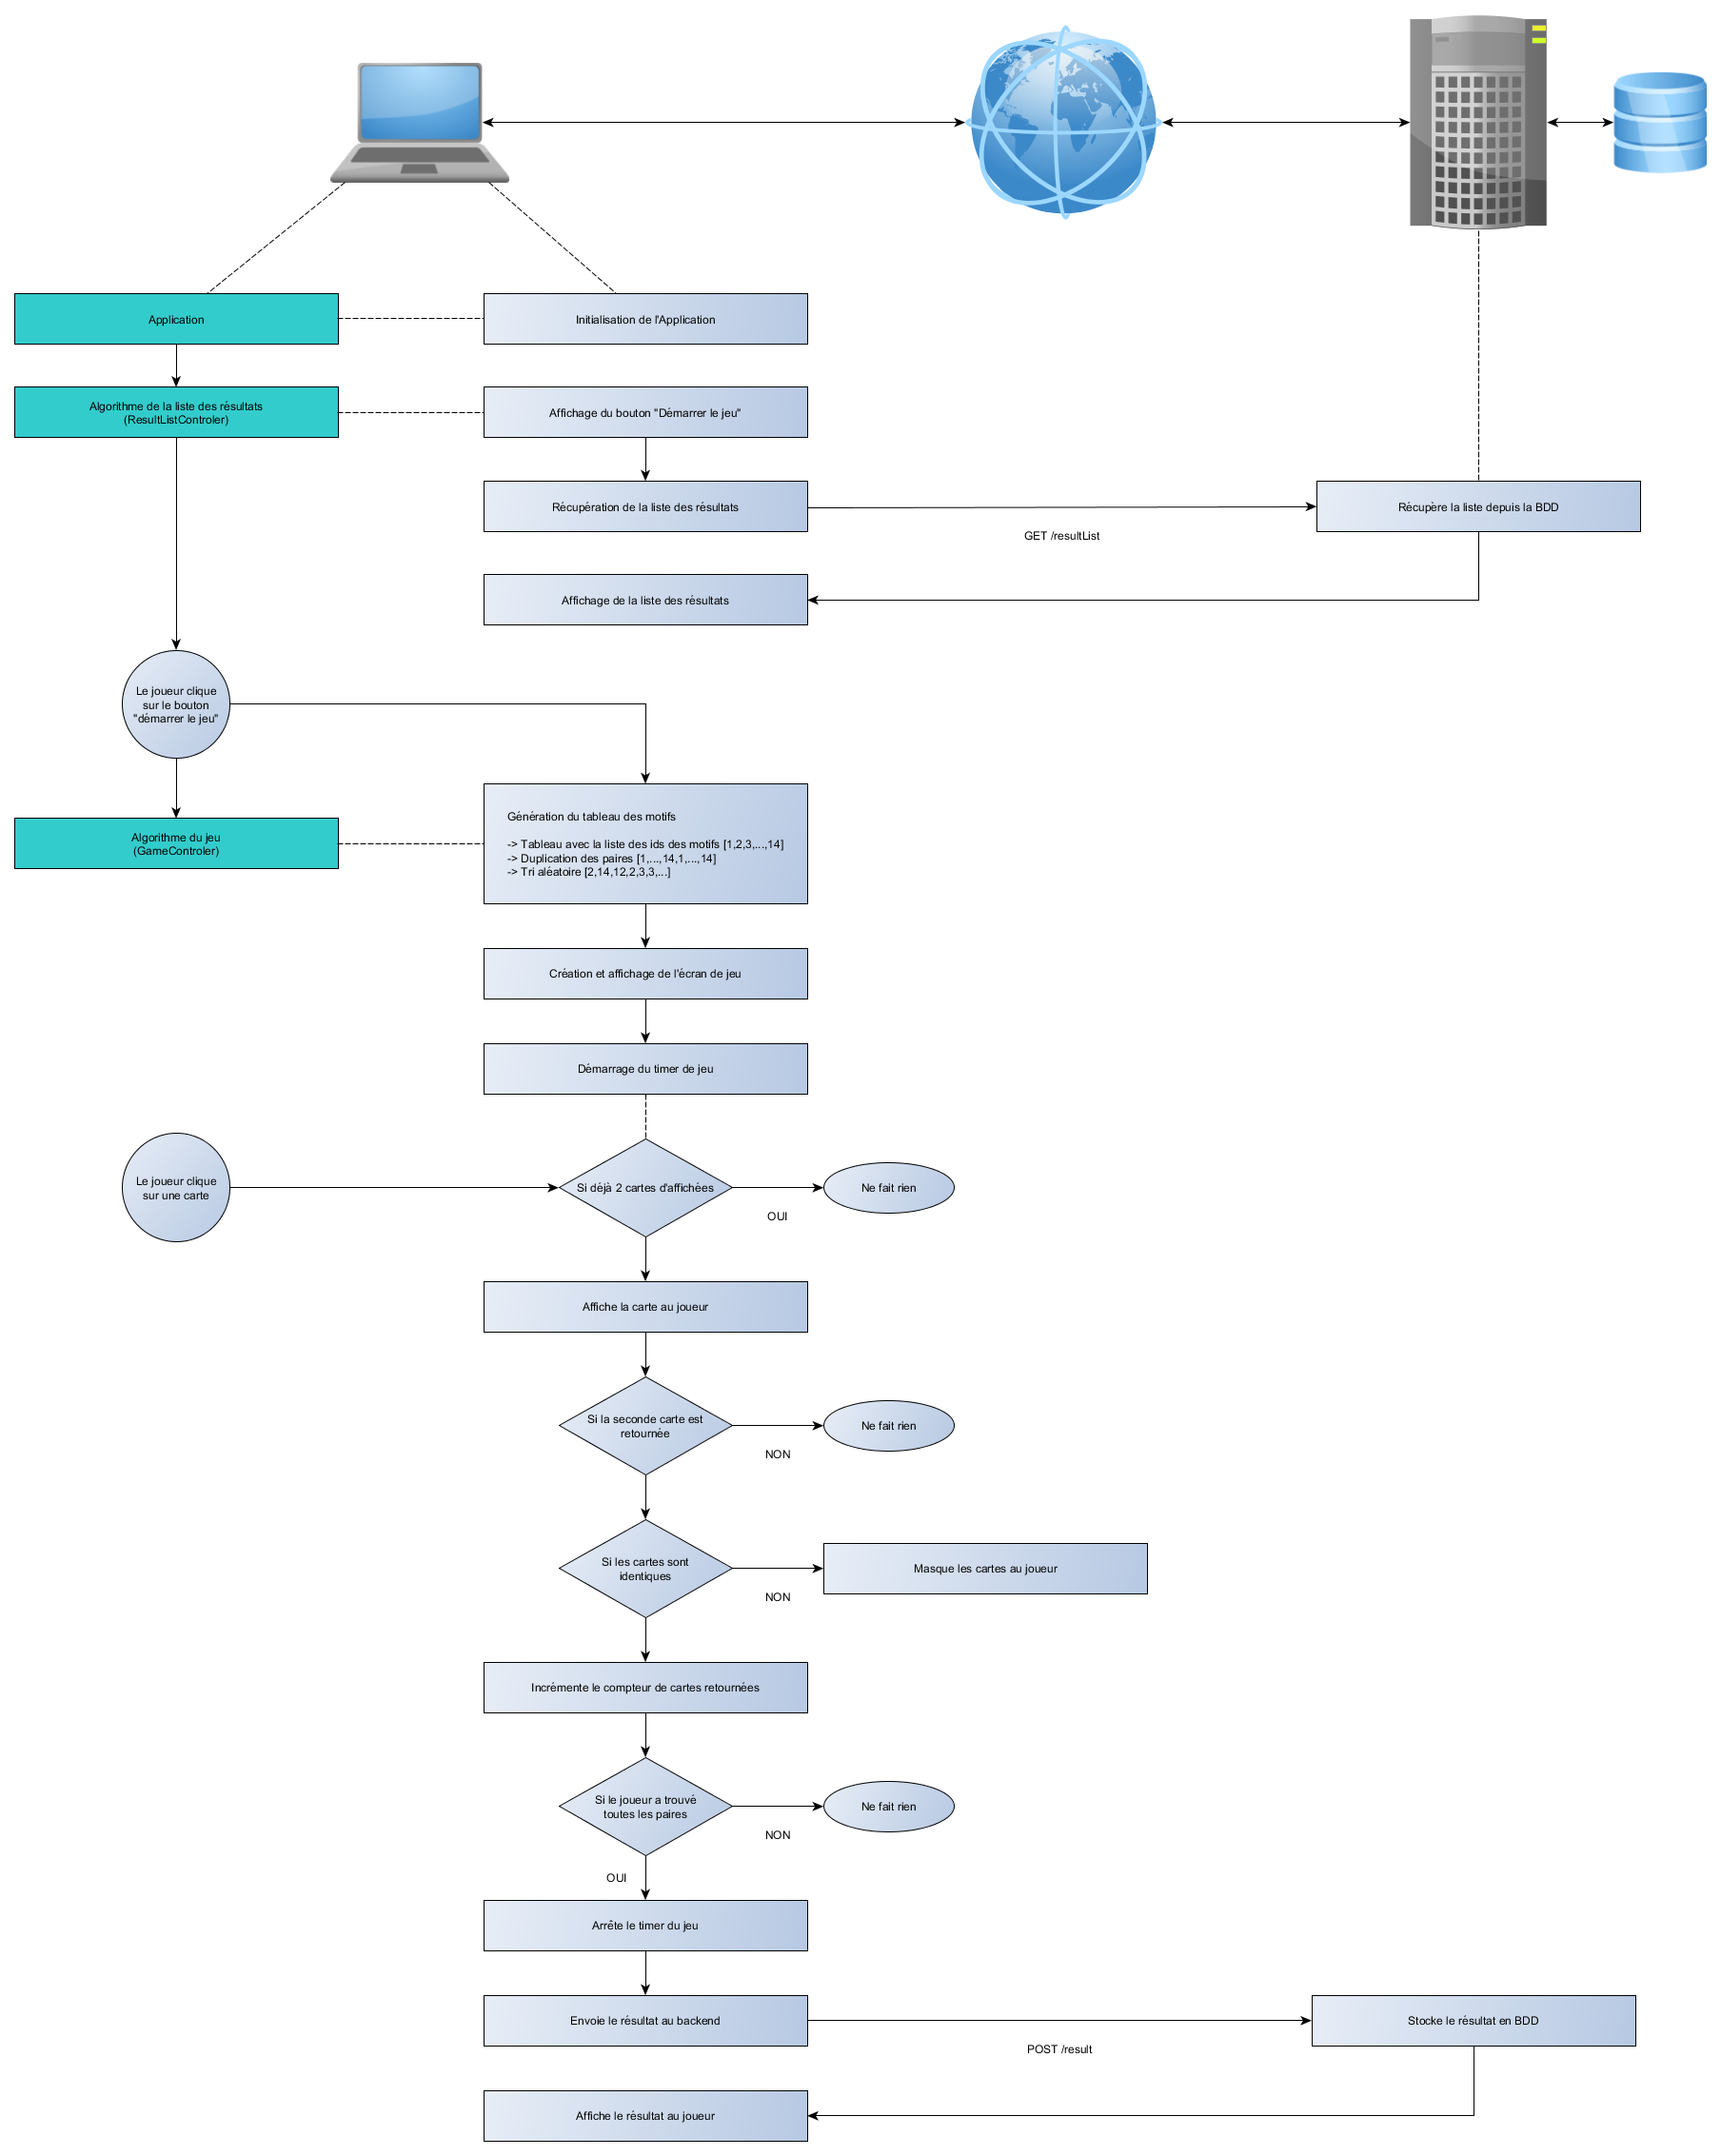 Application
Initialisation de l'Application
Algorithme de la liste des résultats
(ResultListControler)
Affichage du bouton "Démarrer le jeu"
Récupération de la liste des résultats
GET /resultList
Récupère la liste depuis la BDD
Affichage de la liste des résultats
Le joueur clique
sur le bouton
"démarrer le jeu"
Algorithme du jeu
(GameControler)
Génération du tableau des motifs
-> Tableau avec la liste des ids des motifs [1,2,3,...,14]
-> Duplication des paires [1,...,14,1,...,14]
-> Tri aléatoire [2,14,12,2,3,3,...]
Création et affichage de l'écran de jeu
Démarrage du timer de jeu
Le joueur clique
sur une carte
Si déjà 2 cartes d'affichées
OUI
Ne fait rien
Affiche la carte au joueur
Si la seconde carte est
retournée
NON
Ne fait rien
Si les cartes sont
identiques
NON
Masque les cartes au joueur
Incrémente le compteur de cartes retournées
Si le joueur a trouvé
toutes les paires
NON
Ne fait rien
OUI
Arrête le timer du jeu
Envoie le résultat au backend
POST /result
Stocke le résultat en BDD
Affiche le résultat au joueur